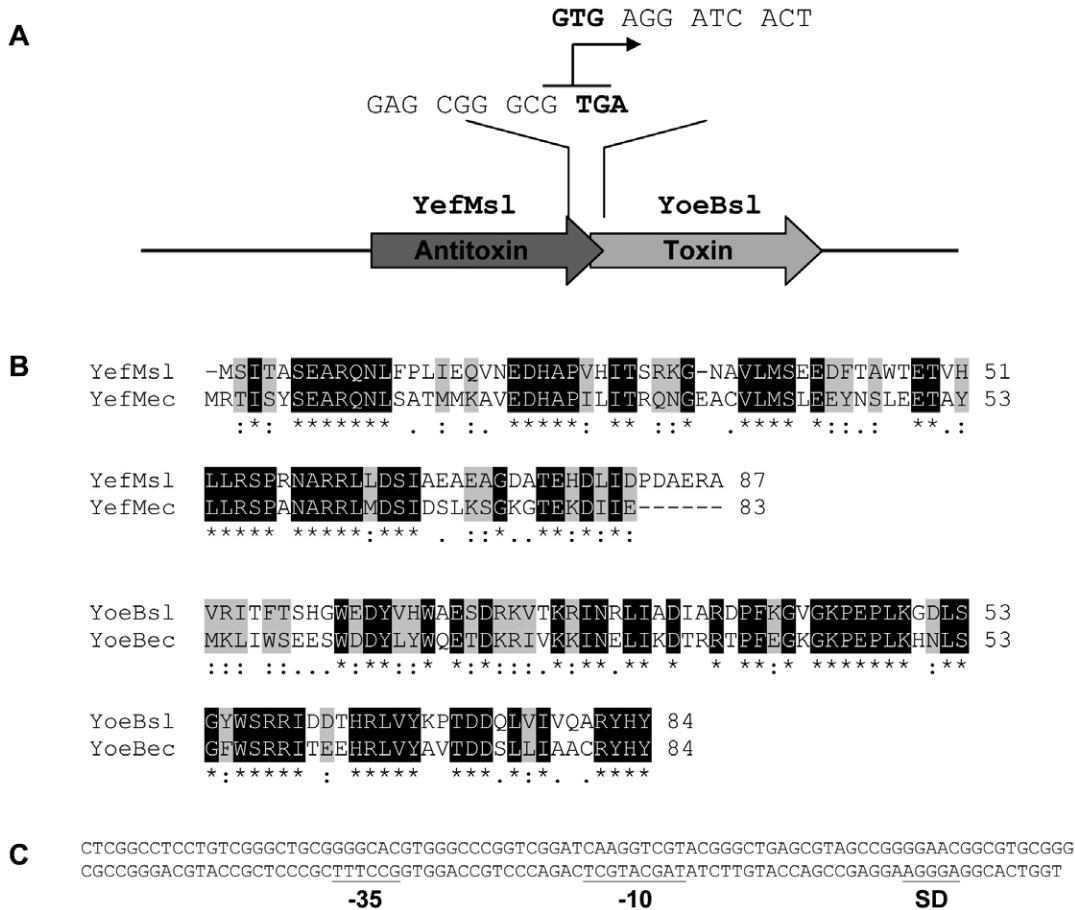 A
GTG AGG ATC ACT
GAG CGG GCG TGA
YefMsl YoeBsl
Antitoxin Toxin
B
YefMsl -MSITASEARQNLFPLIEQVNEDHAPVHITSRKG-NAVLMSEEDFTAWTETVH 51
YefMec MRTISYSEARQNLSATMMKAVEDHAPILITRQNGEACVLMSLEEYNSLEETAY 53
:*: ******* . : :. *****: ** ::* .**** *::.: **.:
YefMsl LLRSPRNARRLLDSIAEAEAGDATEHDLIDPDAERA 87
YefMec LLRSPANARRLMDSIDSLKSGKGTEKDIIE------ 83
***** *****:*** . ::*..**:*:*:
YoeBsl VRITFTSHGWEDYVHWAESDRKVTKRINRLIADIARDPFKGVGKPEPLKGDLS 53
YoeBec MKLIWSEESWDDYLYWQETDKRIVKKINELIKDTRRTPFEGKGKPEPLKHNLS 53
::: ::...*:**::* *:*:::.*:**.** * * **:* ******* :**
YoeBsl GYWSRRIDDTHRLVYKPTDDQLVIVQARYHY 84
YoeBec GFWSRRITEEHRLVYAVTDDSLLIAACRYHY 84
*:***** : ***** ***.*:*. .****
C
CTCGGCCTCCTGTCGGGCTGCGGGGCACGTGGGCCCGGTCGGATCAAGGTCGTACGGGCTGAGCGTAGCCGGGGAACGGCGTGCGGG
CGCCGGGACGTACCGCTCCCGCTTTCCGGTGGACCGTCCCAGACTCGTACGATATCTTGTACCAGCCGAGGAAGGGAGGCACTGGT
-35 -10 SD